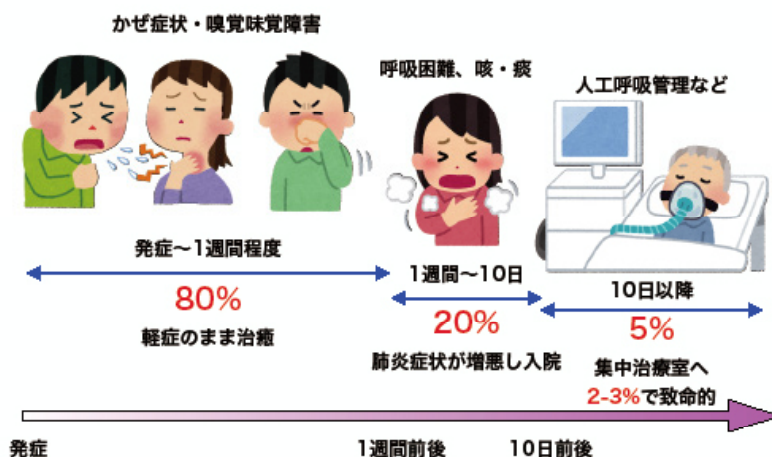 かぜ症状・嗅覚味覚障害
呼吸困難、咳・痰
人工呼吸管理など
発症～1週間程度
80%
軽症のまま治癒
1週間～10日
20%
肺炎症状が増悪し入院
10日以降
5%
集中治療室へ
2-3%で致命的
発症
1週間前後
10日前後